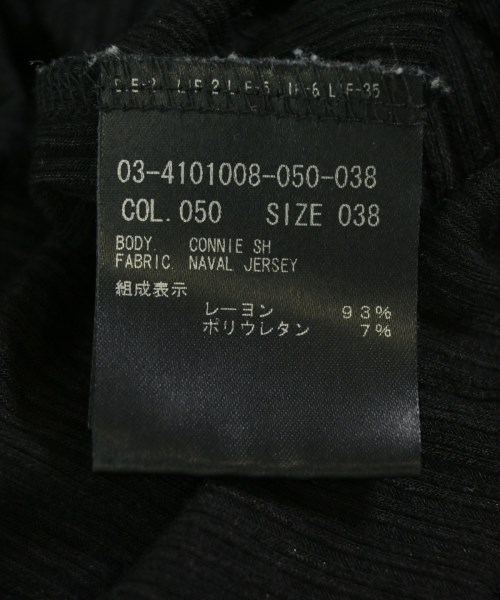 03-4101008-050-038
COL. 050 SIZE 038
BODY. CONNIE SH
FABRIC. NAVAL JERSEY
組成表示
レーヨン 93%
ポリウレタン 7%